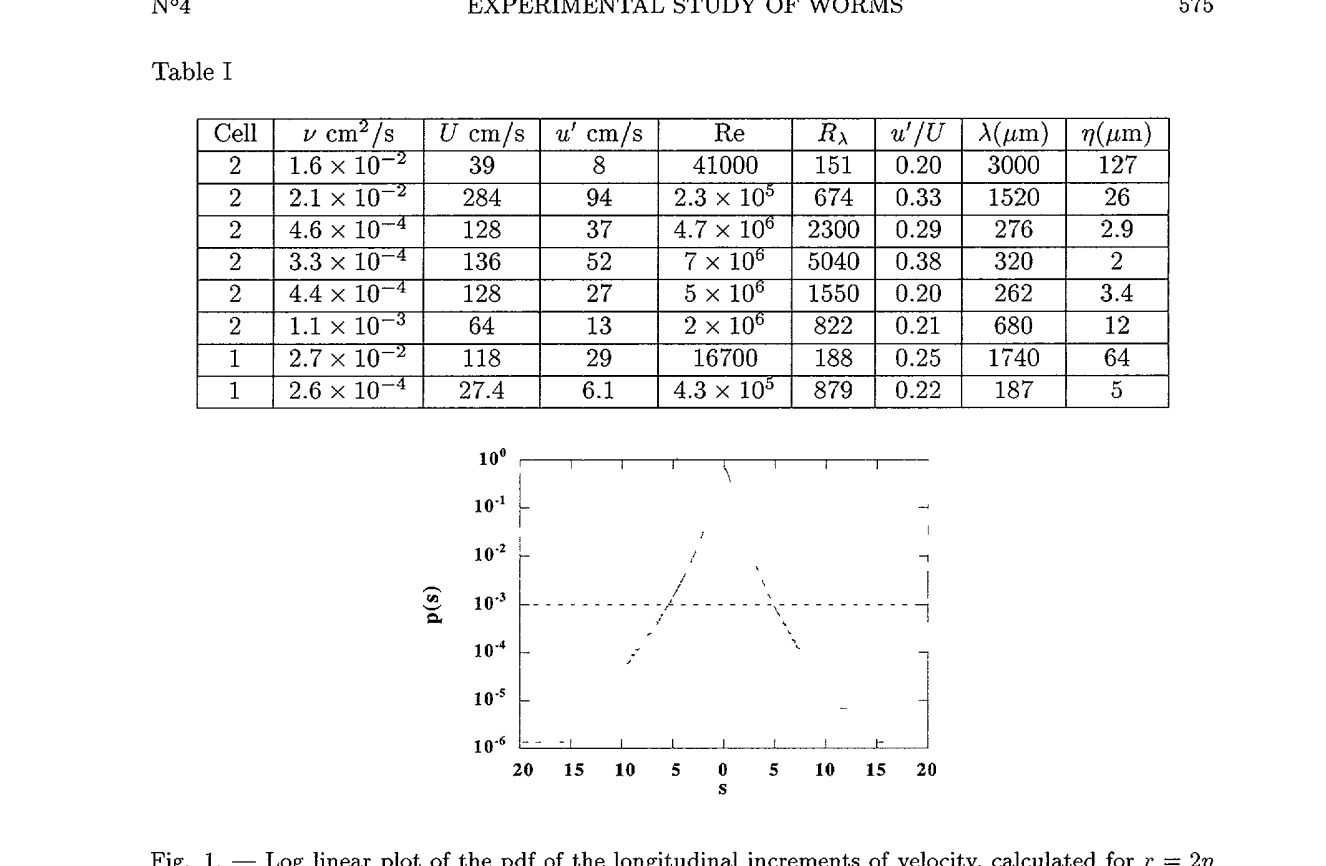 N°4 EXPERIMENTAL STUDY OF WORMS 575
Table I
Cell ν cm²/s U cm/s u′ cm/s Re R_λ u′/U λ(μm) η(μm)
2 1.6 × 10⁻² 39 8 41000 151 0.20 3000 127
2 2.1 × 10⁻² 284 94 2.3 × 10⁵ 674 0.33 1520 26
2 4.6 × 10⁻⁴ 128 37 4.7 × 10⁶ 2300 0.29 276 2.9
2 3.3 × 10⁻⁴ 136 52 7 × 10⁶ 5040 0.38 320 2
2 4.4 × 10⁻⁴ 128 27 5 × 10⁶ 1550 0.20 262 3.4
2 1.1 × 10⁻³ 64 13 2 × 10⁶ 822 0.21 680 12
1 2.7 × 10⁻² 118 29 16700 188 0.25 1740 64
1 2.6 × 10⁻⁴ 27.4 6.1 4.3 × 10⁵ 879 0.22 187 5
10⁰
10⁻¹
10⁻²
p(s)
10⁻³
10⁻⁴
10⁻⁵
10⁻⁶
20 15 10 5 0 5 10 15 20
s
Fig. 1. — Log linear plot of the pdf of the longitudinal increments of velocity, calculated for r = 2η